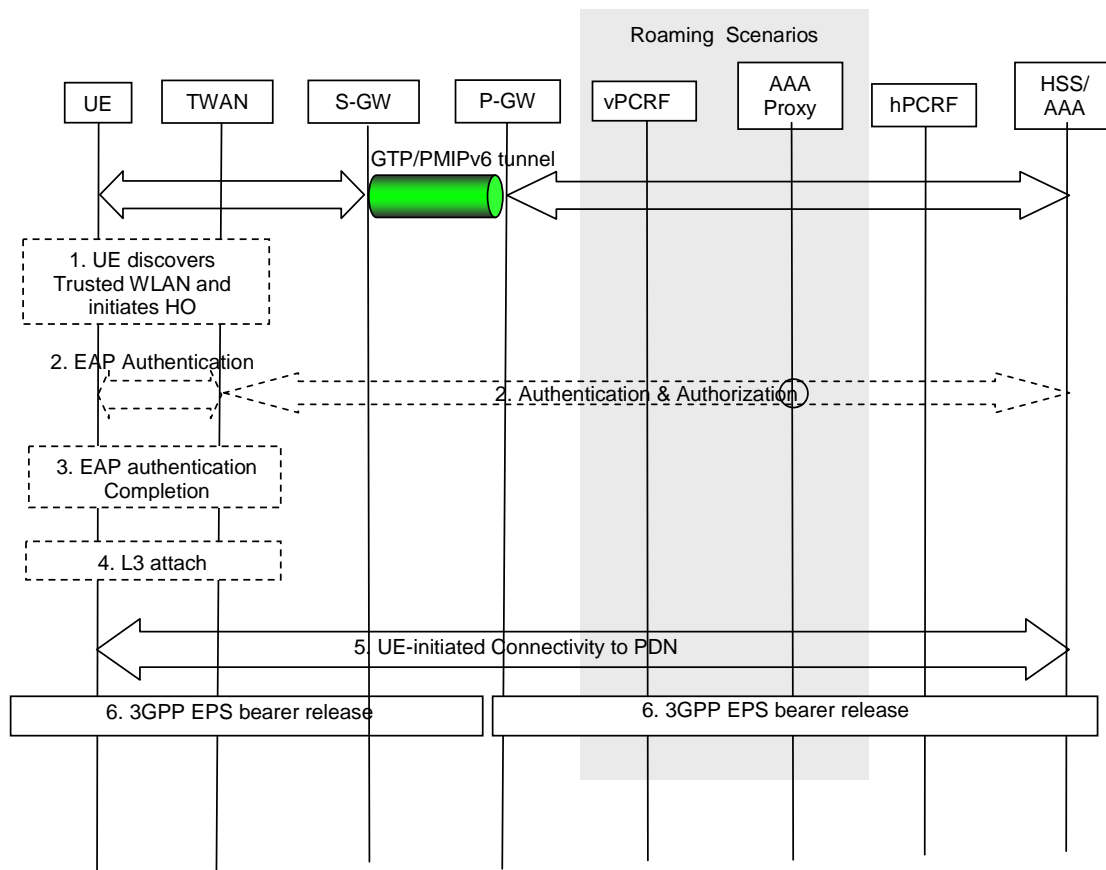 Roaming Scenarios
UE
TWAN
S-GW
P-GW
vPCRF
AAA
Proxy
hPCRF
HSS/
AAA
GTP/PMIPv6 tunnel
1. UE discovers
Trusted WLAN and
initiates HO
2. EAP Authentication
2. Authentication & Authorization
3. EAP authentication
Completion
4. L3 attach
5. UE-initiated Connectivity to PDN
6. 3GPP EPS bearer release
6. 3GPP EPS bearer release